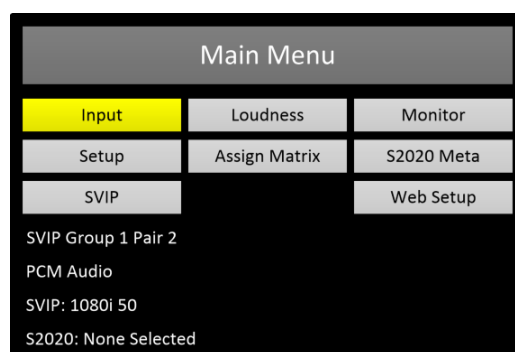 Main Menu
Input Loudness Monitor
Setup Assign Matrix S2020 Meta
SVIP Web Setup
SVIP Group 1 Pair 2
PCM Audio
SVIP: 1080i 50
S2020: None Selected